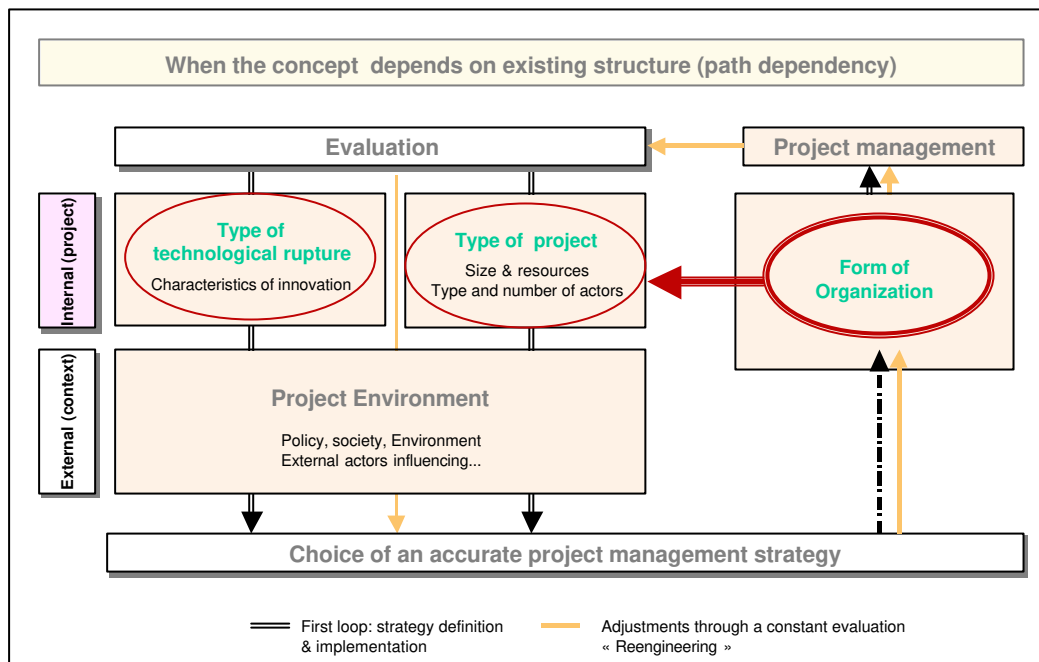 When the concept depends on existing structure (path dependency)
Evaluation
Project management
Internal (project)
Type of
technological rupture
Characteristics of innovation
Type of project
Size & resources
Type and number of actors
Form of
Organization
External (context)
Project Environment
Policy, society, Environment
External actors influencing...
Choice of an accurate project management strategy
First loop: strategy definition
& implementation
Adjustments through a constant evaluation
« Reengineering »